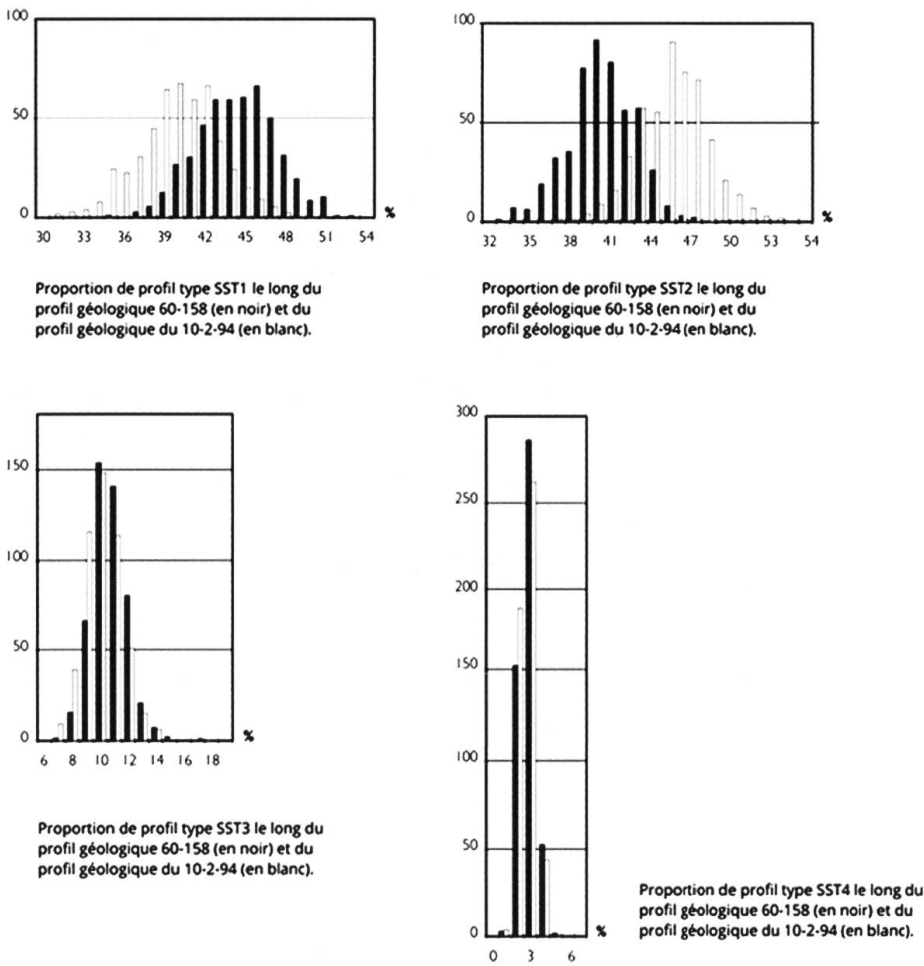 100
50
0
30 33 36 39 42 45 48 51 54
%
Proportion de profil type SST1 le long du
profil géologique 60-158 (en noir) et du
profil géologique du 10-2-94 (en blanc).
100
50
0
32 35 38 41 44 47 50 53 54
%
Proportion de profil type SST2 le long du
profil géologique 60-158 (en noir) et du
profil géologique du 10-2-94 (en blanc).
150
100
50
0
6 8 10 12 14 16 18
%
Proportion de profil type SST3 le long du
profil géologique 60-158 (en noir) et du
profil géologique du 10-2-94 (en blanc).
300
250
200
150
100
50
0
0 3 6
%
Proportion de profil type SST4 le long du
profil géologique 60-158 (en noir) et du
profil géologique du 10-2-94 (en blanc).